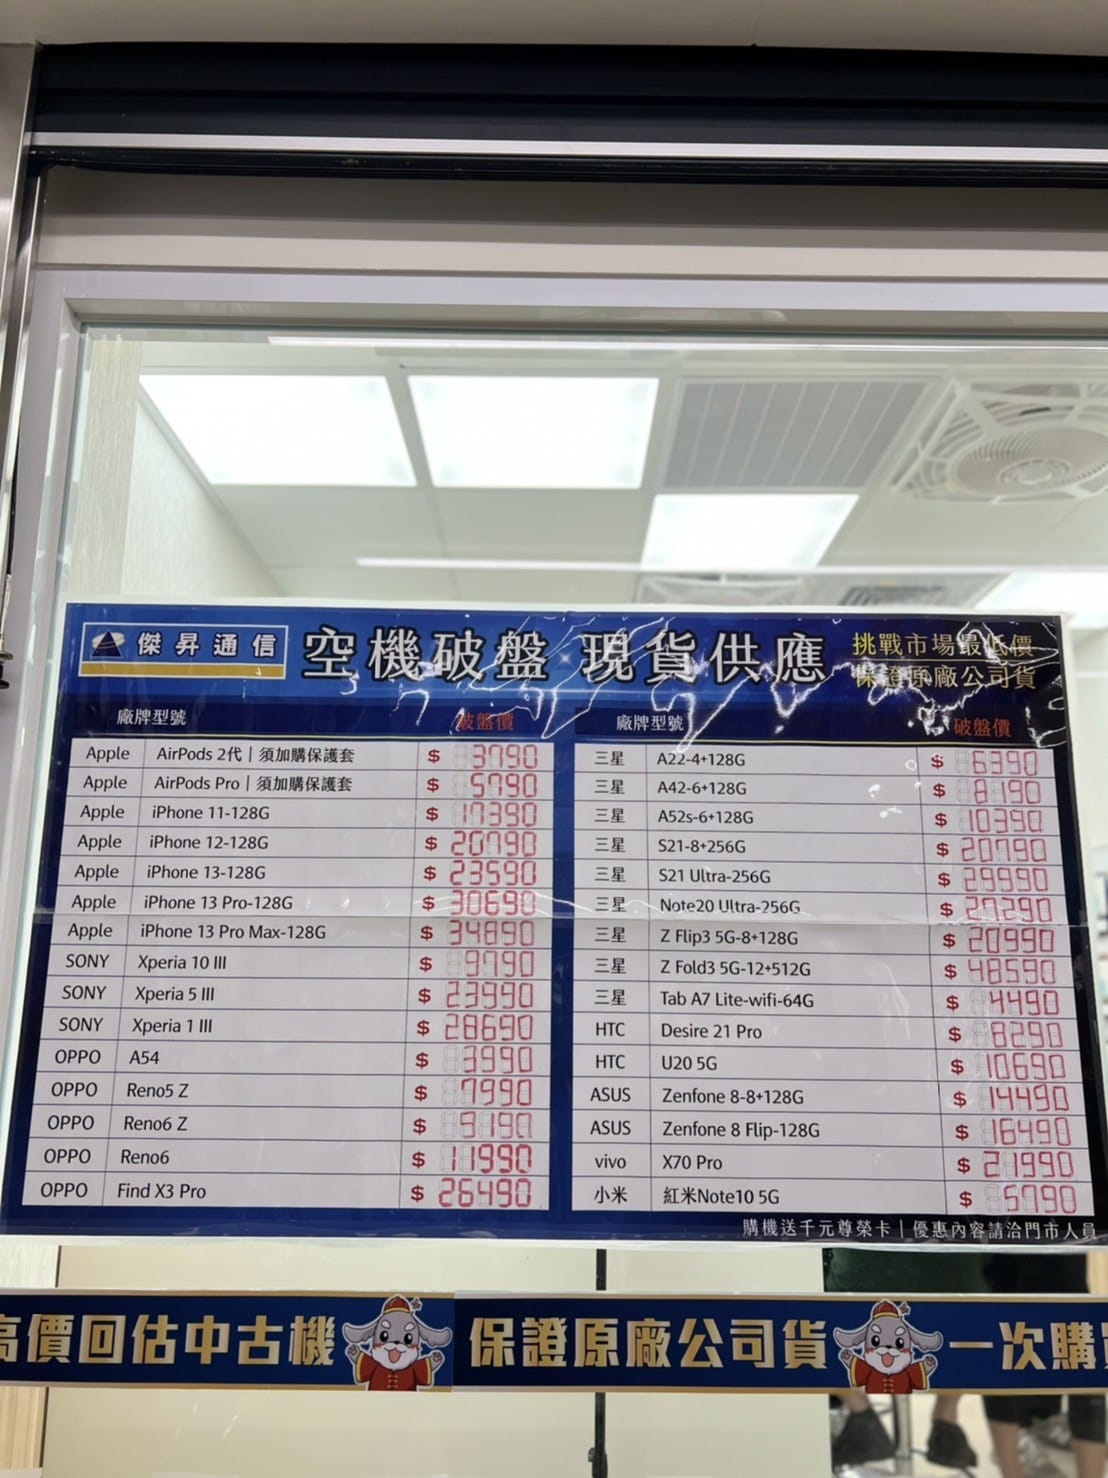 傑昇通信 空機破盤 現貨供應 挑戰市場最低價
保證原廠公司貨
廠牌型號 破盤價
Apple AirPods 2代|須加購保護套 $ 3790
Apple AirPods Pro|須加購保護套 $ 5790
Apple iPhone 11-128G $ 17390
Apple iPhone 12-128G $ 20790
Apple iPhone 13-128G $ 23590
Apple iPhone 13 Pro-128G $ 30690
Apple iPhone 13 Pro Max-128G $ 34890
SONY Xperia 10 III $ 9790
SONY Xperia 5 III $ 23990
SONY Xperia 1 III $ 28690
OPPO A54 $ 3990
OPPO Reno5 Z $ 7990
OPPO Reno6 Z $
OPPO Reno6 $ 11990
OPPO Find X3 Pro $ 26490
廠牌型號 破盤價
三星 A22-4+128G $ 6390
三星 A42-6+128G $ 8190
三星 A52s-6+128G $ 10390
三星 S21-8+256G $ 20790
三星 S21 Ultra-256G $ 29990
三星 Note20 Ultra-256G $ 20290
三星 Z Flip3 5G-8+128G $ 20990
三星 Z Fold3 5G-12+512G $ 48590
三星 Tab A7 Lite-wifi-64G $ 4490
HTC Desire 21 Pro $ 8290
HTC U20 5G $ 10690
ASUS Zenfone 8-8+128G $ 14490
ASUS Zenfone 8 Flip-128G $ 16490
vivo X70 Pro $ 21990
小米 紅米Note10 5G $ 5790
購機送千元尊榮卡|優惠內容請洽門市人員
高價回估中古機 保證原廠公司貨 一次購買